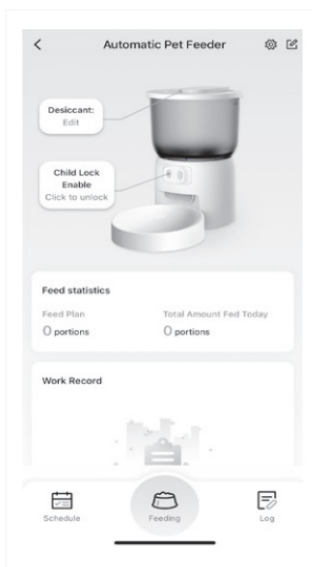 Automatic Pet Feeder
Desiccant:
Edit
Child Lock
Enable
Click to unlock
Feed statistics
Feed Plan
Total Amount Fed Today
0 portions
0 portions
Work Record
Schedule
Feeding
Log